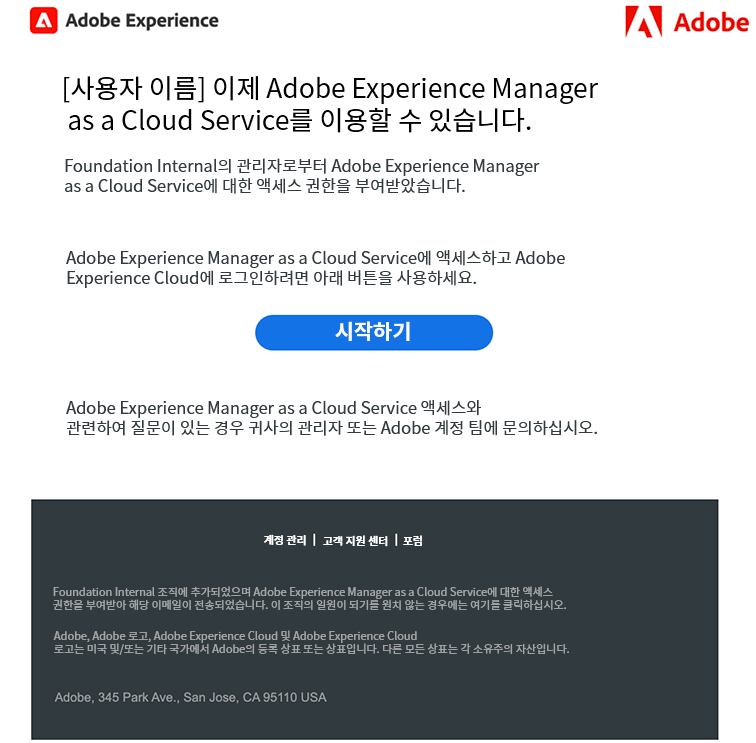 Adobe Experience
Adobe
[사용자 이름] 이제 Adobe Experience Manager
as a Cloud Service를 이용할 수 있습니다.
Foundation Internal의 관리자로부터 Adobe Experience Manager
as a Cloud Service에 대한 액세스 권한을 부여받았습니다.
Adobe Experience Manager as a Cloud Service에 액세스하고 Adobe
Experience Cloud에 로그인하려면 아래 버튼을 사용하세요.
시작하기
Adobe Experience Manager as a Cloud Service 액세스와
관련하여 질문이 있는 경우 귀사의 관리자 또는 Adobe 계정 팀에 문의하십시오.
계정 관리 | 고객 지원 센터 | 포럼
Foundation Internal 조직에 추가되었으며 Adobe Experience Manager as a Cloud Service에 대한 액세스
권한을 부여받아 해당 이메일이 전송되었습니다. 이 조직의 일원이 되기를 원치 않는 경우에는 여기를 클릭하십시오.
Adobe, Adobe 로고, Adobe Experience Cloud 및 Adobe Experience Cloud
로고는 미국 및/또는 기타 국가에서 Adobe의 등록 상표 또는 상표입니다. 다른 모든 상표는 각 소유주의 자산입니다.
Adobe, 345 Park Ave., San Jose, CA 95110 USA